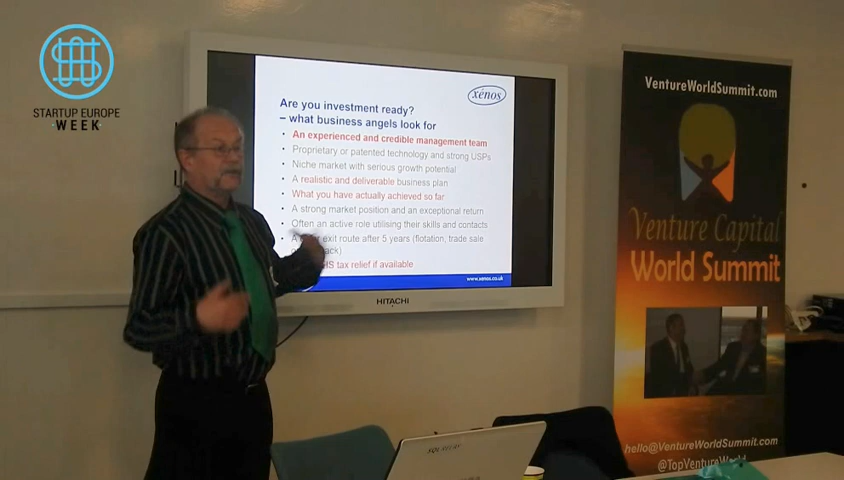 STARTUP EUROPE
WEEK
xénos
Are you investment ready?
– what business angels look for
• An experienced and credible management team
• Proprietary or patented technology and strong USPs
• Niche market with serious growth potential
• A realistic and deliverable business plan
• What you have actually achieved so far
• A strong market position and an exceptional return
• Often an active role utilising their skills and contacts
• A exit route after 5 years (flotation, trade sale
• tax relief if available
www.xenos.co.uk
HITACHI
VentureWorldSummit.com
Venture Capital
World Summit
hello@VentureWorldSummit.com
@TopVentureWorld